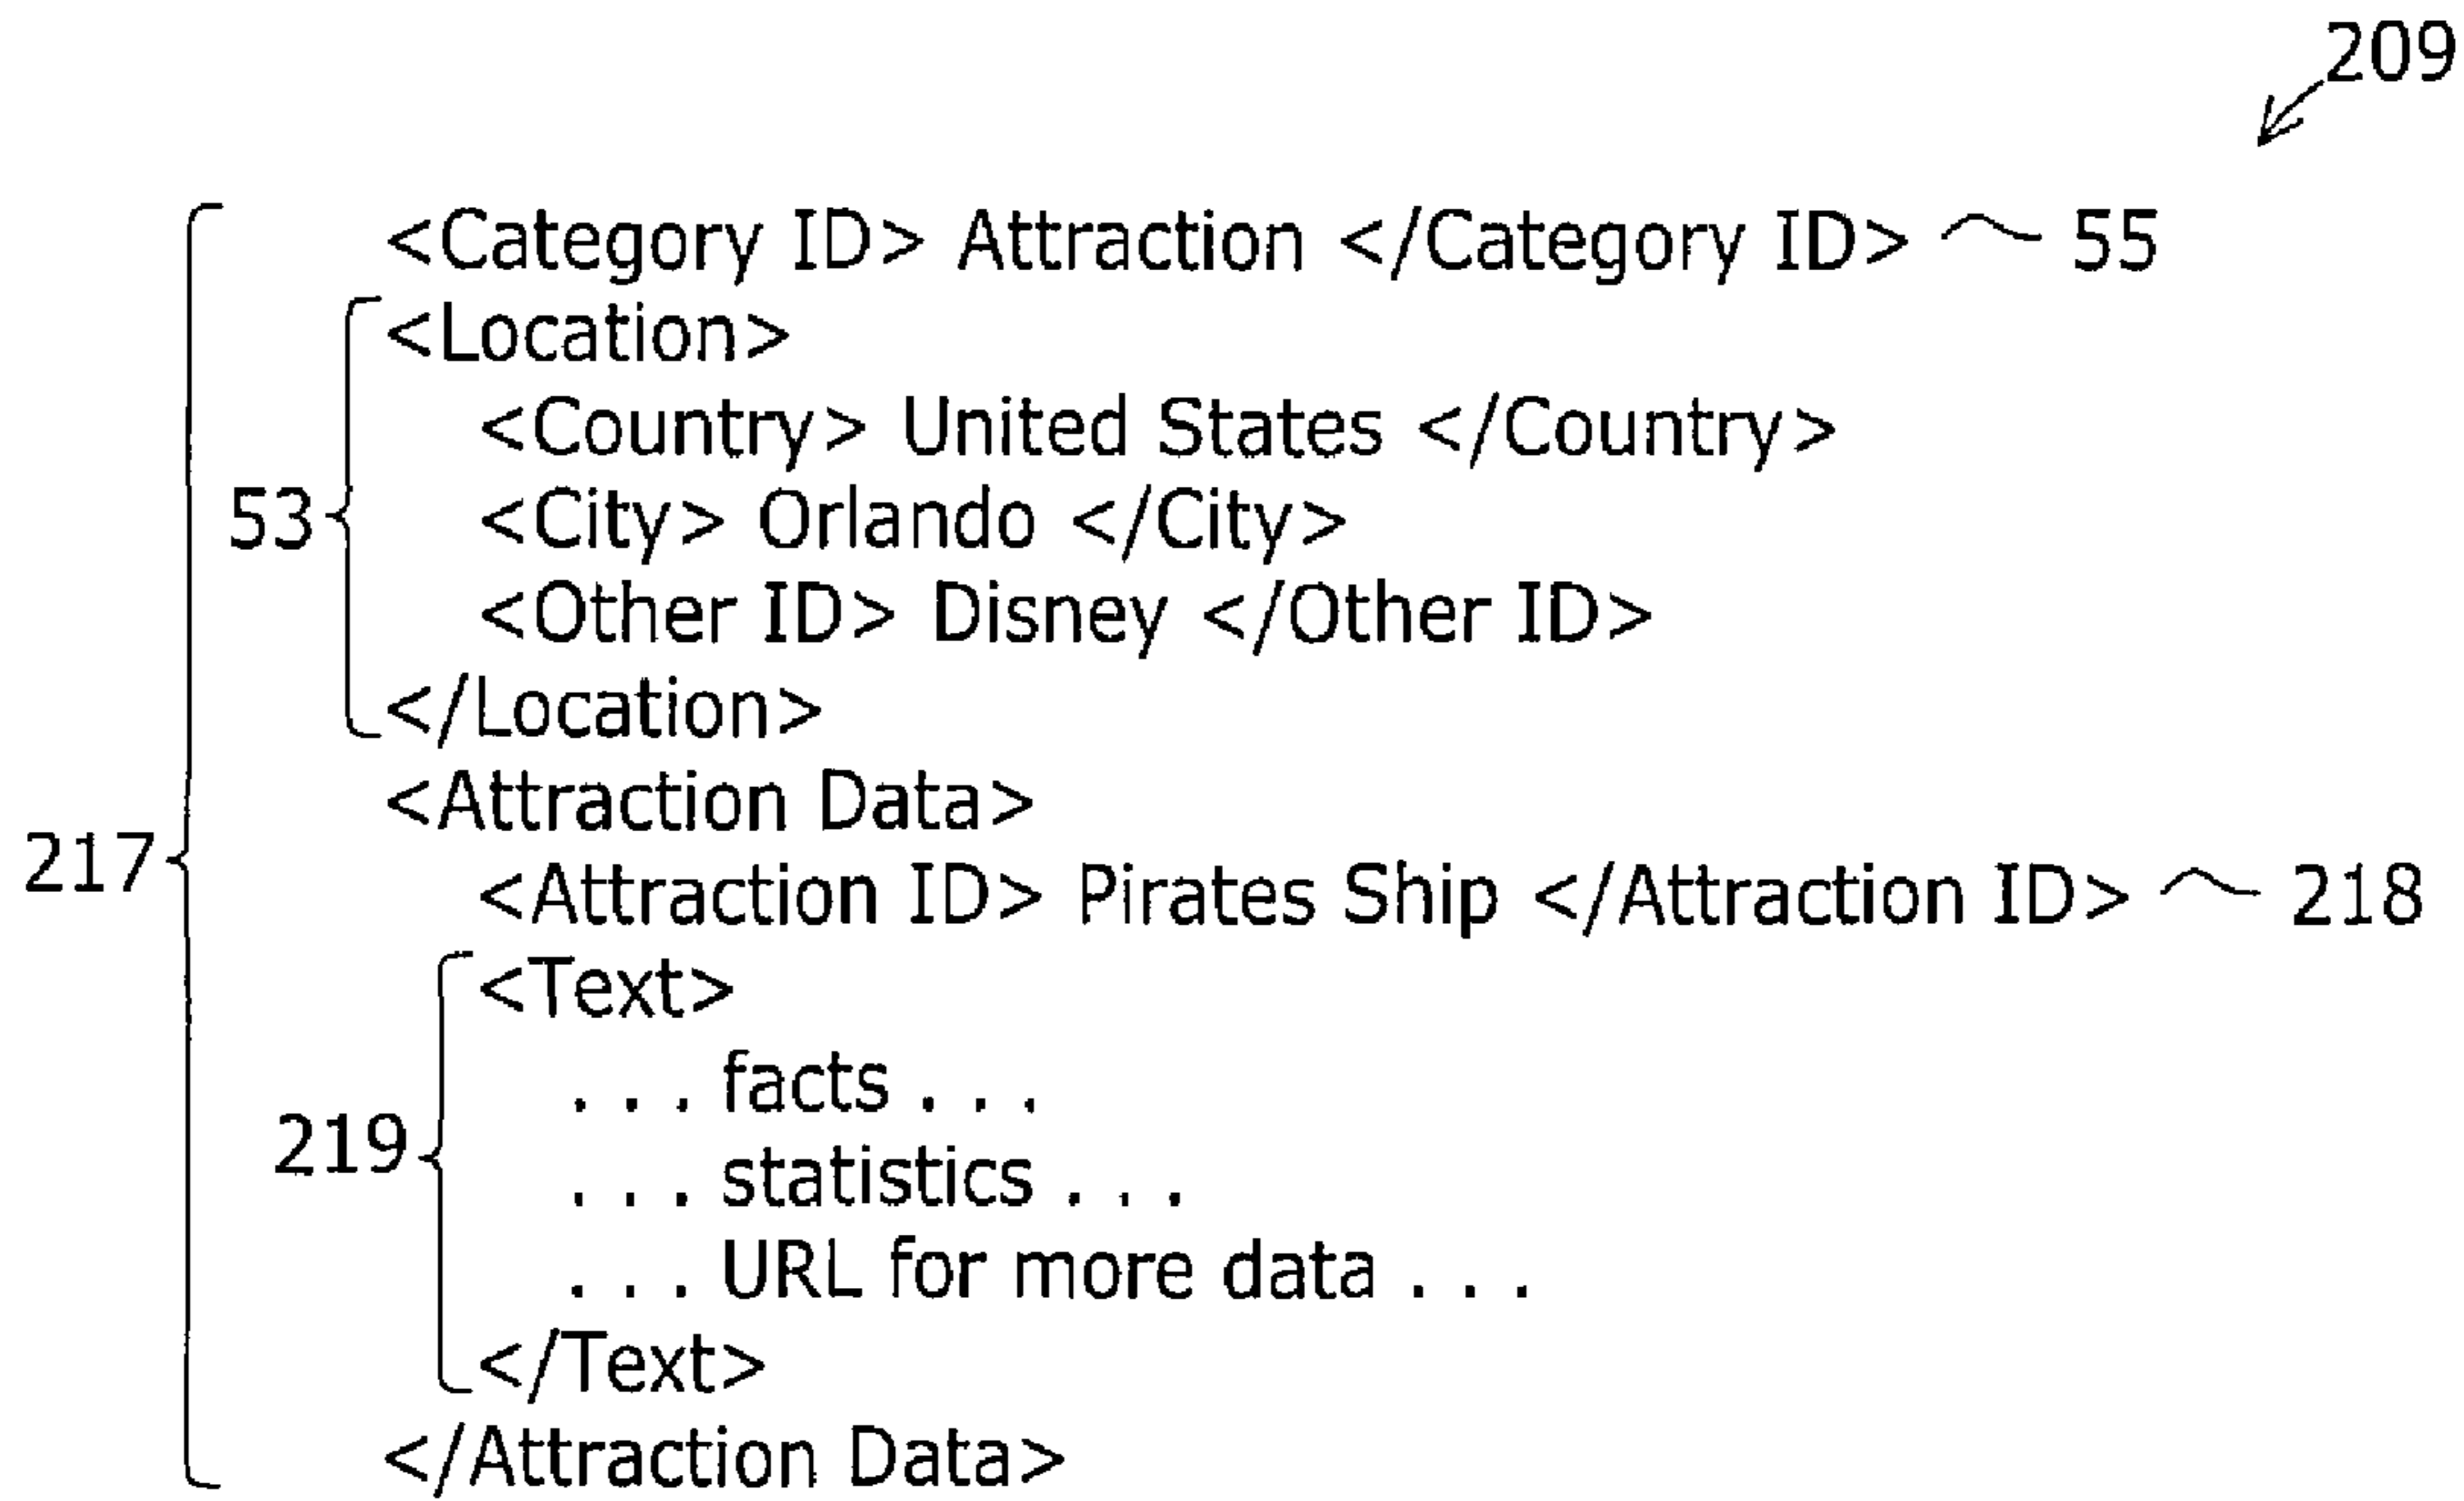 209
<Category ID> Attraction </Category ID> 55
<Location>
<Country> United States </Country>
53 <City> Orlando </City>
<Other ID> Disney </Other ID>
</Location>
<Attraction Data>
217 <Attraction ID> Pirates Ship </Attraction ID> 218
<Text>
. . . facts . . .
219 . . . statistics . . .
. . . URL for more data . . .
</Text>
</Attraction Data>